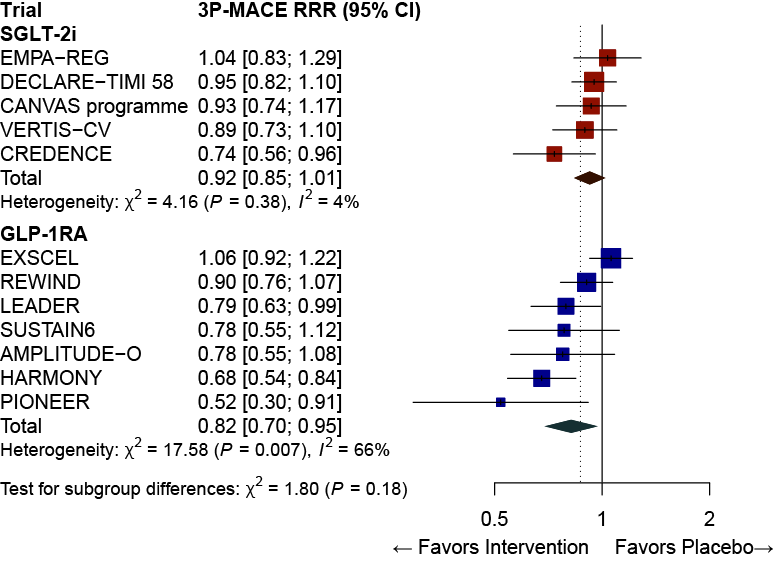 Trial 3P-MACE RRR (95% CI)
SGLT-2i
EMPA−REG 1.04 [0.83; 1.29]
DECLARE−TIMI 58 0.95 [0.82; 1.10]
CANVAS programme 0.93 [0.74; 1.17]
VERTIS−CV 0.89 [0.73; 1.10]
CREDENCE 0.74 [0.56; 0.96]
Total 0.92 [0.85; 1.01]
Heterogeneity: χ² = 4.16 (P = 0.38), I² = 4%
GLP-1RA
EXSCEL 1.06 [0.92; 1.22]
REWIND 0.90 [0.76; 1.07]
LEADER 0.79 [0.63; 0.99]
SUSTAIN6 0.78 [0.55; 1.12]
AMPLITUDE−O 0.78 [0.55; 1.08]
HARMONY 0.68 [0.54; 0.84]
PIONEER 0.52 [0.30; 0.91]
Total 0.82 [0.70; 0.95]
Heterogeneity: χ² = 17.58 (P = 0.007), I² = 66%
Test for subgroup differences: χ² = 1.80 (P = 0.18)
0.5 1 2
← Favors Intervention Favors Placebo→